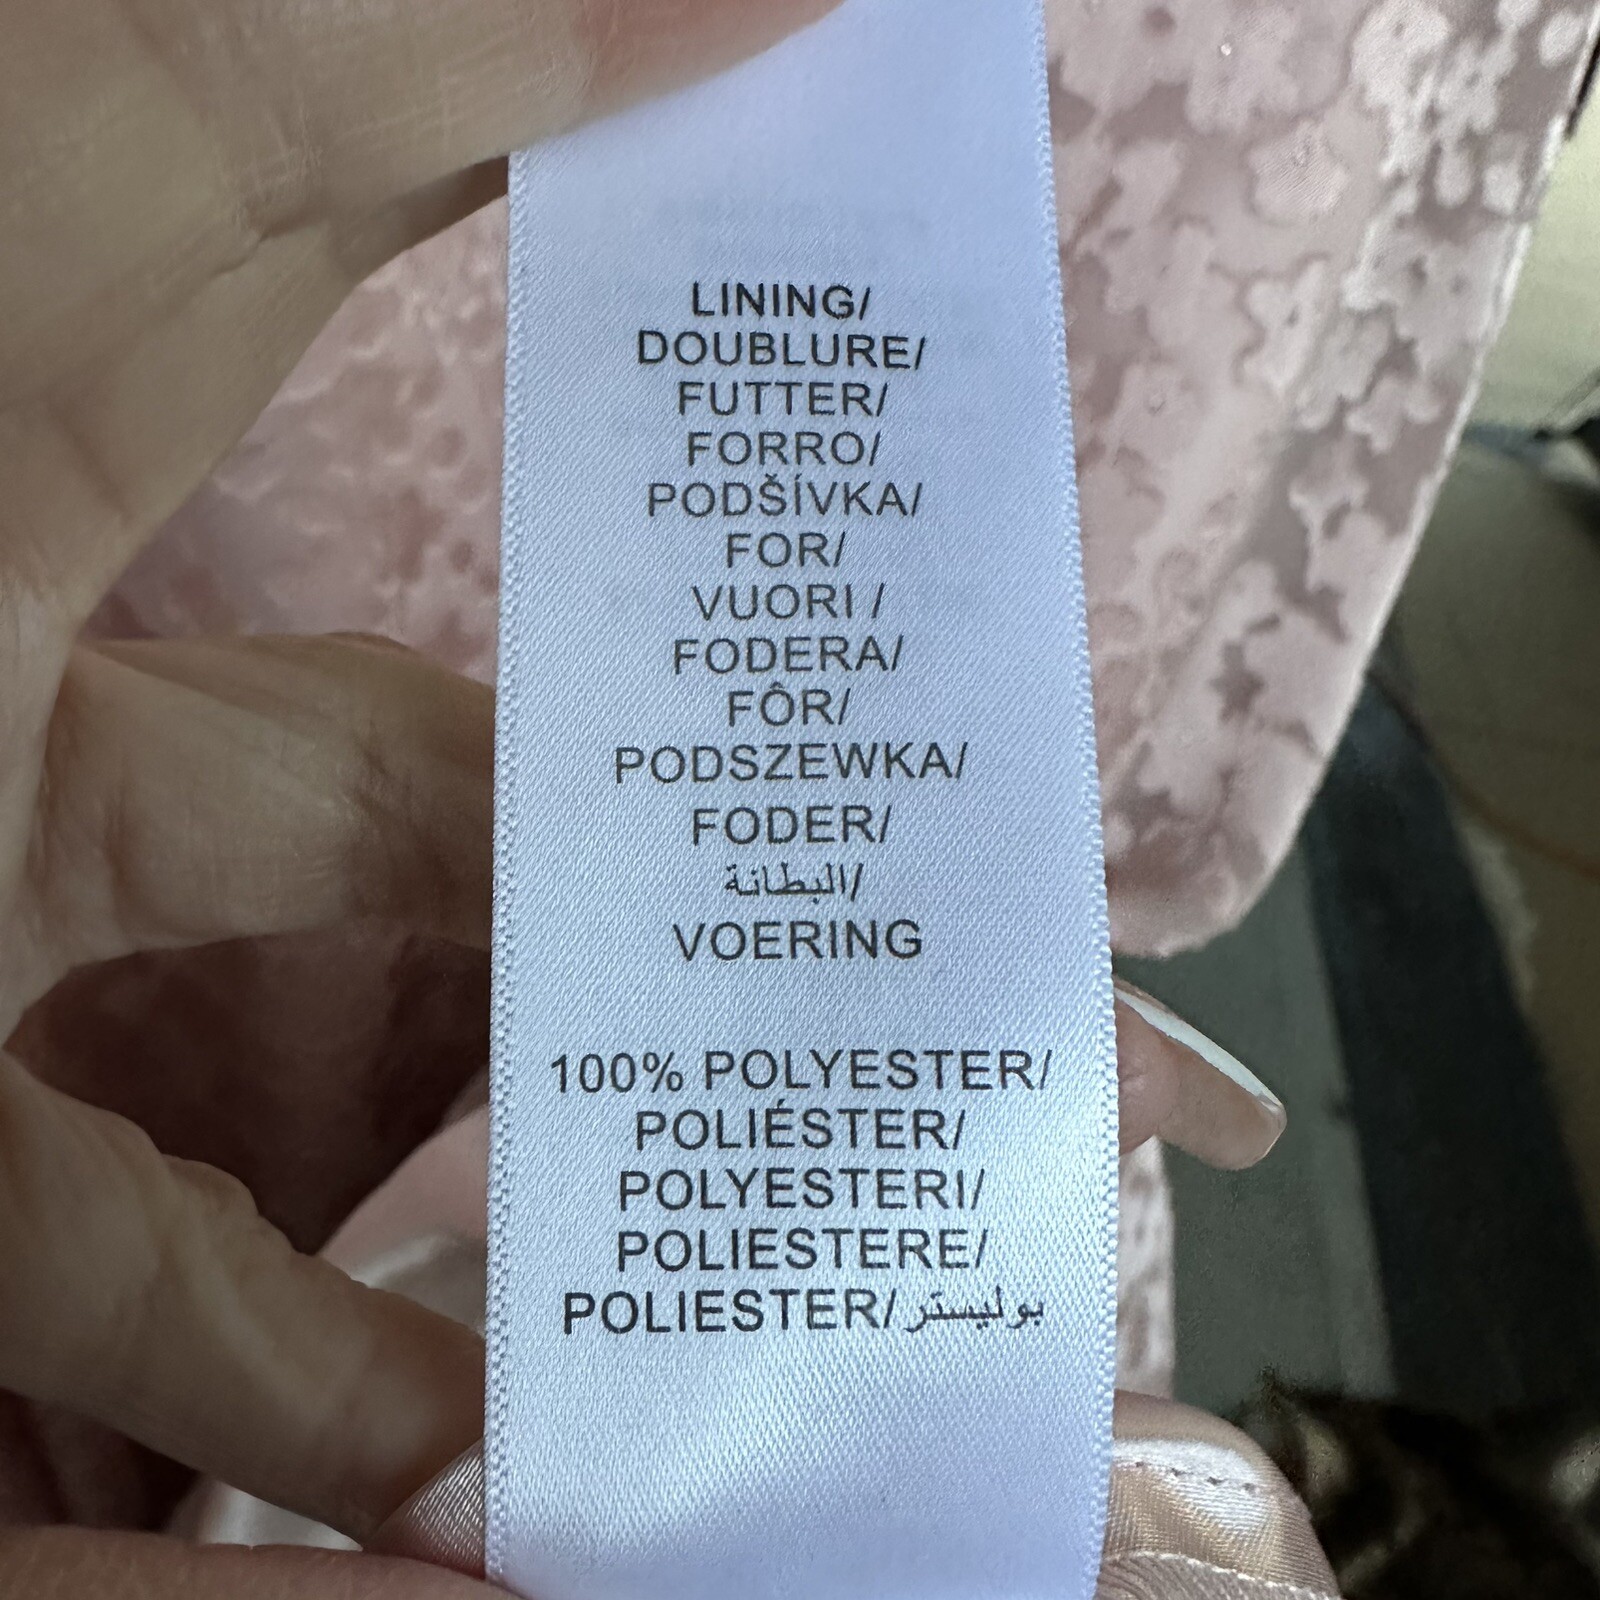 LINING/
DOUBLURE/
FUTTER/
FORRO/
PODŠÍVKA/
FOR/
VUORI /
FODERA/
FÔR/
PODSZEWKA/
FODER/
البطانة/
VOERING
100% POLYESTER/
POLIÉSTER/
POLYESTERI/
POLIESTERE/
POLIESTER/ بوليستر